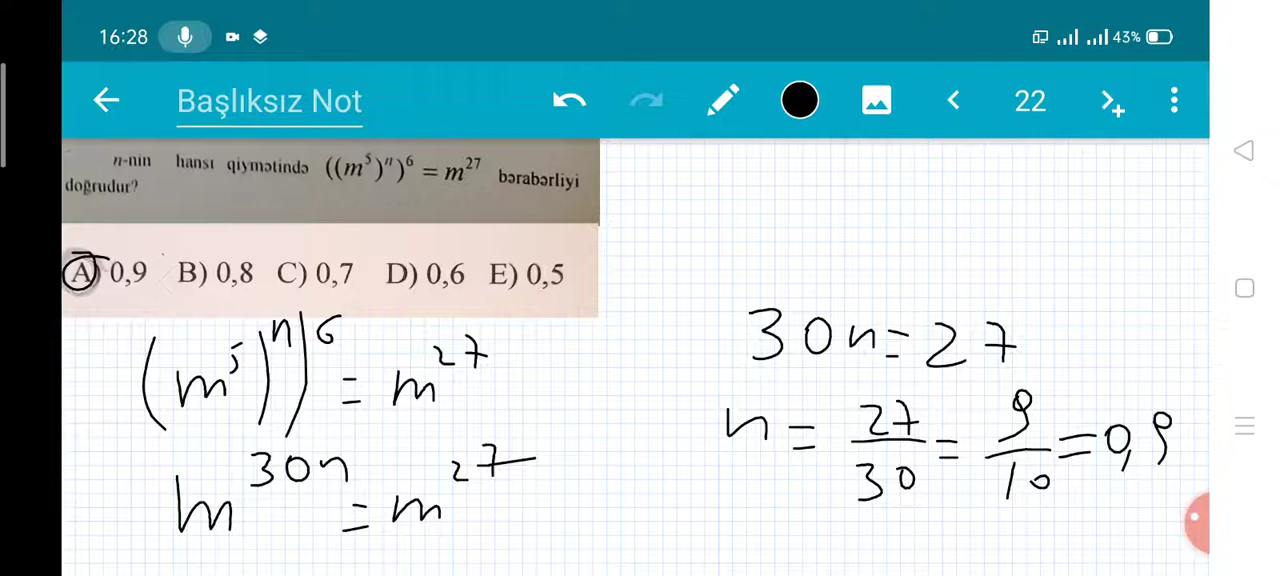 16:28
43%
Başlıksız Not
22
n-nin hansı qiymətində ((m⁵)ⁿ)⁶ = m²⁷ bərabərliyi
doğrudur?
A) 0,9 B) 0,8 C) 0,7 D) 0,6 E) 0,5
(m⁵)ⁿ)⁶ = m²⁷
m³⁰ⁿ = m²⁷
30n = 27
n = 27/30 = 9/10 = 0,9